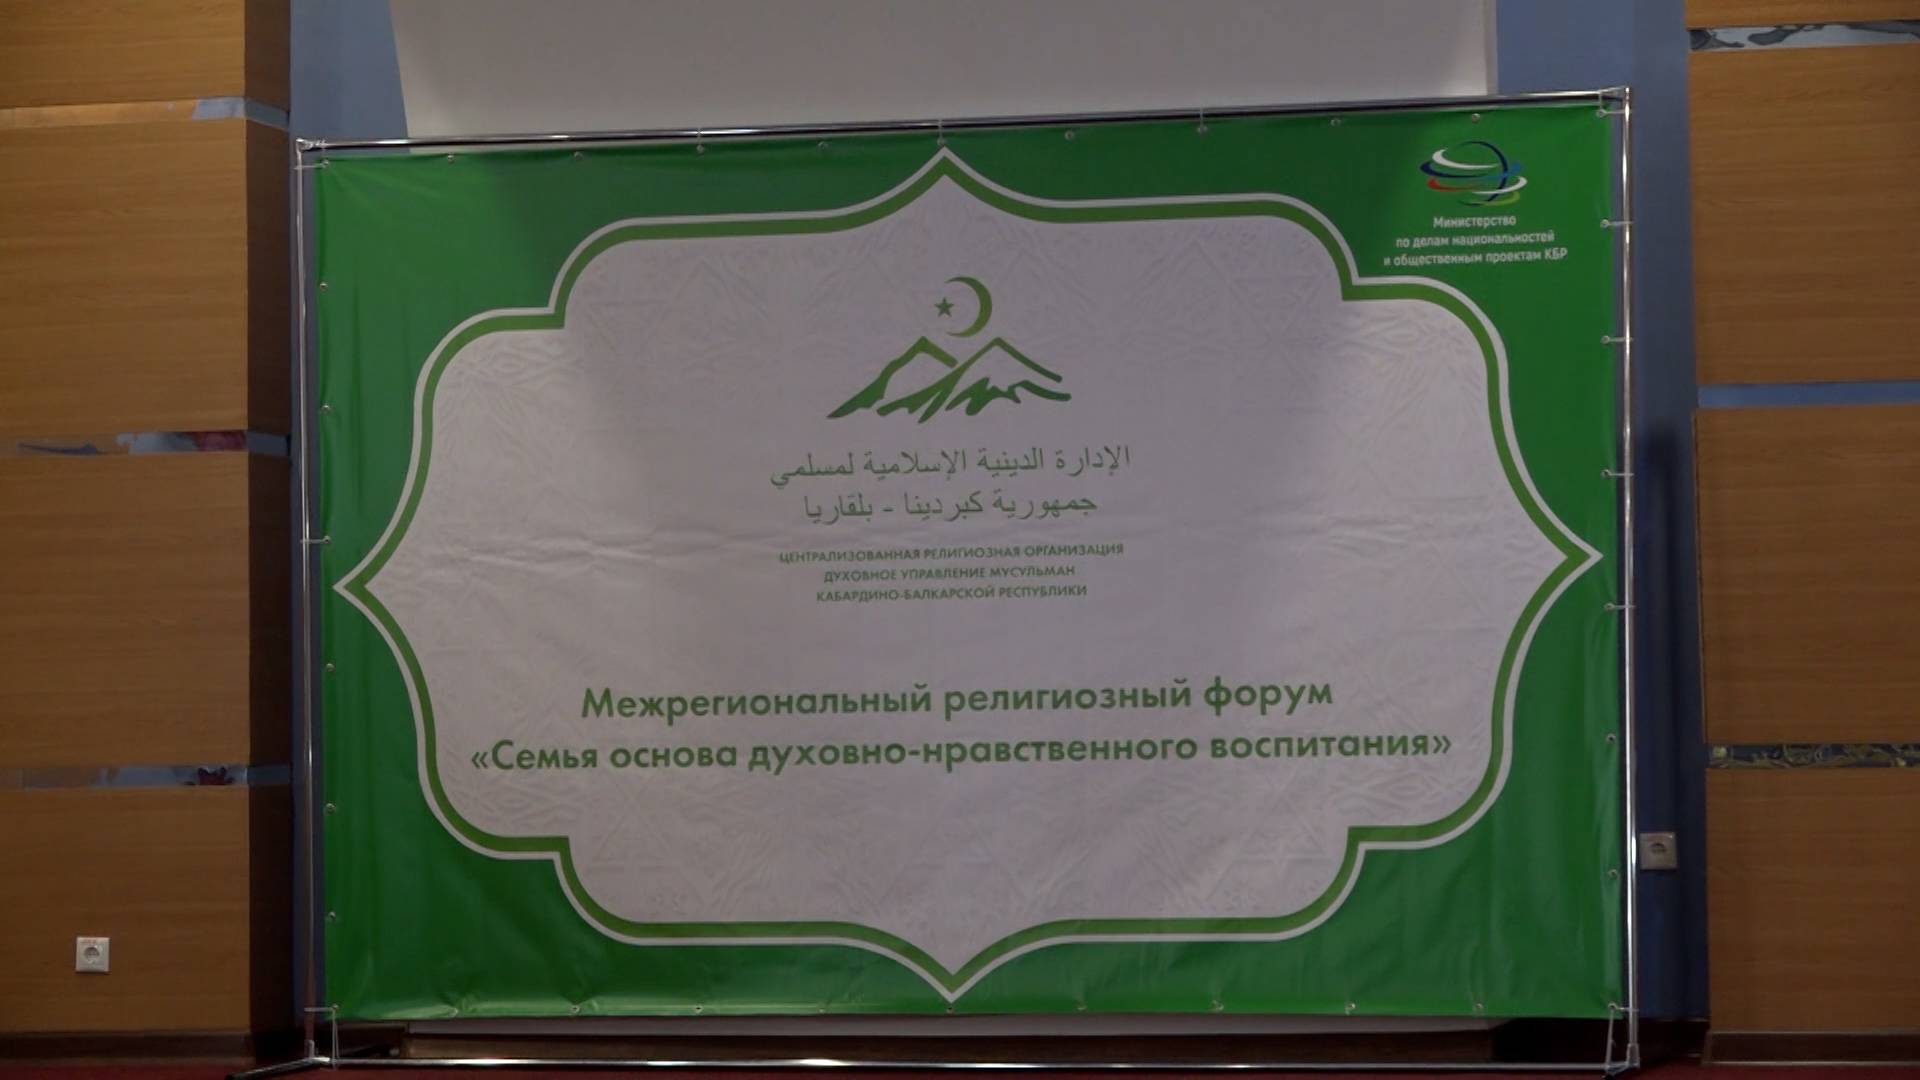 Министерство
по делам национальностей
и общественным проектам КБР
الإدارة الدينية الإسلامية لمسلمي
جمهورية كبردينا - بلقاريا
ЦЕНТРАЛИЗОВАННАЯ РЕЛИГИОЗНАЯ ОРГАНИЗАЦИЯ
ДУХОВНОЕ УПРАВЛЕНИЕ МУСУЛЬМАН
КАБАРДИНО-БАЛКАРСКОЙ РЕСПУБЛИКИ
Межрегиональный религиозный форум
«Семья основа духовно-нравственного воспитания»